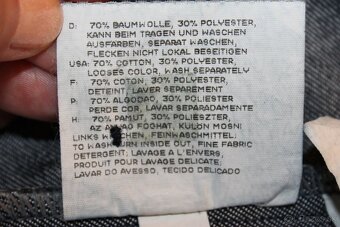 D: 70% BAUMWOLLE, 30% POLYESTER,
KANN BEIM TRAGEN UND WASCHEN
AUSFARBEN, SEPARAT WASCHEN,
FLECKEN NICHT LOKAL BESEITIGEN
USA: 70% COTTON, 30% POLYESTER,
LOOSES COLOR, WASH SEPARATELY
F: 70% COTON, 30% POLYESTER,
DETEINT, LAVER SEPAREMENT
P: 70% ALGODAO, 30% POLIESTER
PERDE COR, LAVAR SEPARADAMENTE
H: 70% PAMUT, 30% POLIESZTER,
AZ ANYAG FOGHAT, KULON MOSNI
LINKS WASCHEN, FEINWASCHMITTEL;
TO WASH TURN INSIDE OUT, FINE FABRIC
DETERGENT; LAVAGE A L'ENVERS,
PRODUIT POUR LAVAGE DELICATE;
LAVAR DO AVESSO, TECIDO DELICADO